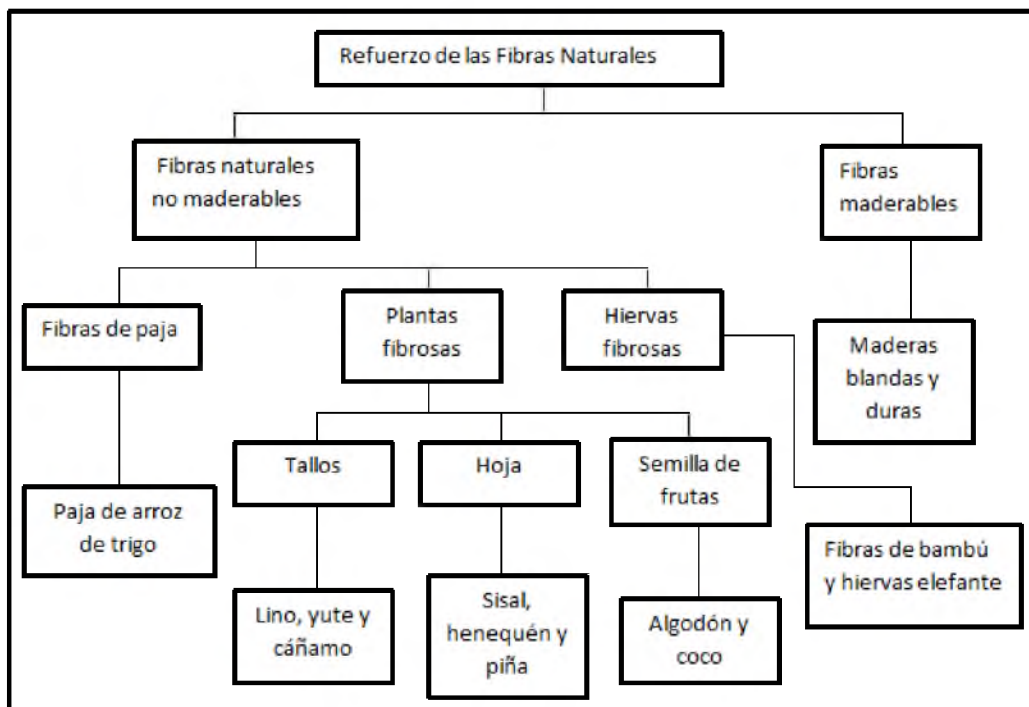 Refuerzo de las Fibras Naturales
Fibras naturales
no maderables
Fibras
maderables
Fibras de paja
Plantas
fibrosas
Hiervas
fibrosas
Maderas
blandas y
duras
Tallos
Hoja
Semilla de
frutas
Paja de arroz
de trigo
Fibras de bambú
y hiervas elefante
Lino, yute y
cáñamo
Sisal,
henequén y
piña
Algodón y
coco